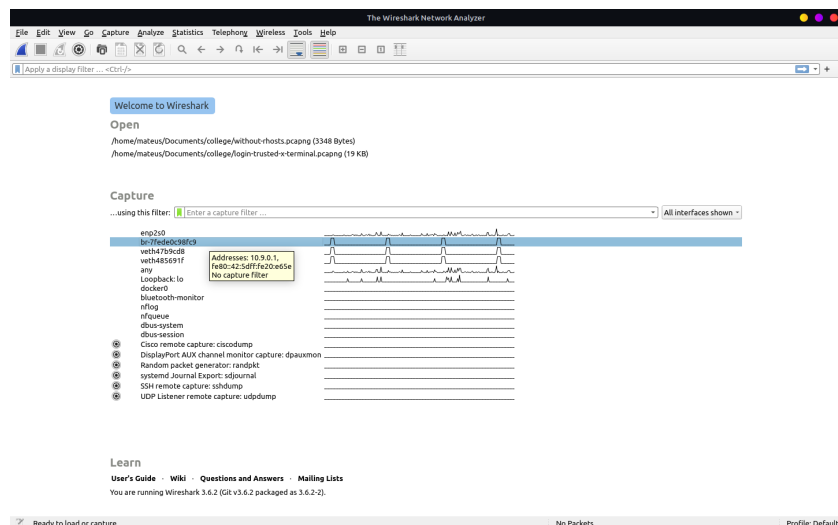 The Wireshark Network Analyzer
File Edit View Go Capture Analyze Statistics Telephony Wireless Tools Help
Apply a display filter ... <Ctrl-/>
+
Welcome to Wireshark
Open
/home/mateus/Documents/college/without-rhosts.pcapng (3348 Bytes)
/home/mateus/Documents/college/login-trusted-x-terminal.pcapng (19 KB)
Capture
...using this filter: Enter a capture filter ... All interfaces shown
enp2s0
br-7fede0c98fc9
veth47b9cd8
veth485691f
Addresses: 10.9.0.1,
fe80::42:5dff:fe20:e65e
No capture filter
any
Loopback: lo
docker0
bluetooth-monitor
nflog
nfqueue
dbus-system
dbus-session
Cisco remote capture: ciscodump
DisplayPort AUX channel monitor capture: dpauxmon
Random packet generator: randpkt
systemd Journal Export: sdjournal
SSH remote capture: sshdump
UDP Listener remote capture: udpdump
Learn
User's Guide · Wiki · Questions and Answers · Mailing Lists
You are running Wireshark 3.6.2 (Git v3.6.2 packaged as 3.6.2-2).
Ready to load or capture No Packets Profile: Default